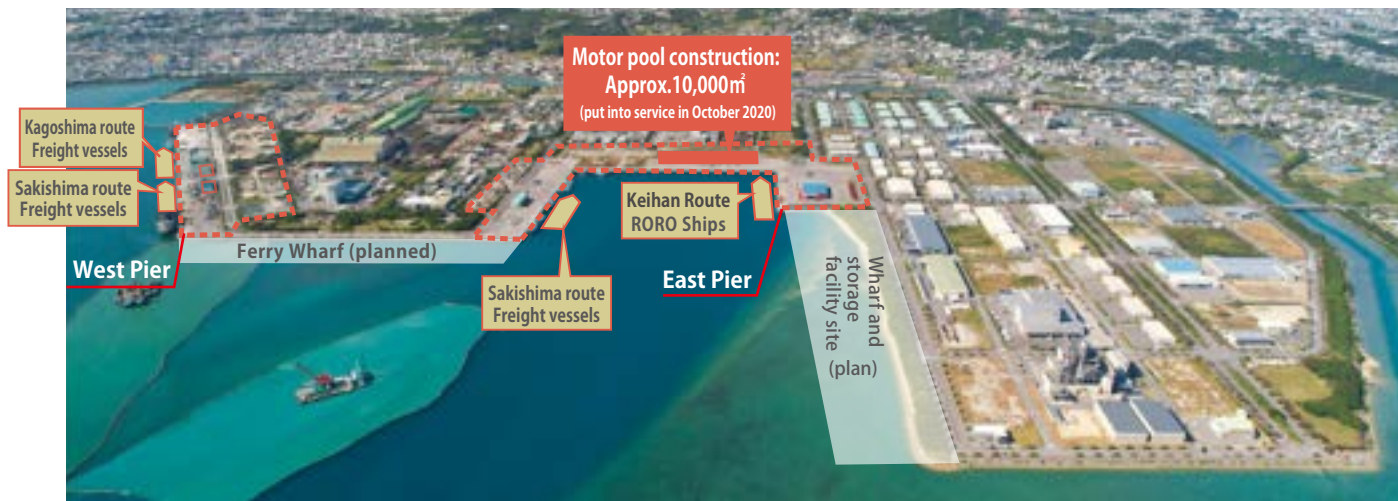 Motor pool construction:
Approx.10,000㎡
(put into service in October 2020)
Kagoshima route
Freight vessels
Sakishima route
Freight vessels
Keihan Route
RORO Ships
Ferry Wharf (planned)
West Pier
East Pier
Sakishima route
Freight vessels
Wharf and
storage
facility site
(plan)